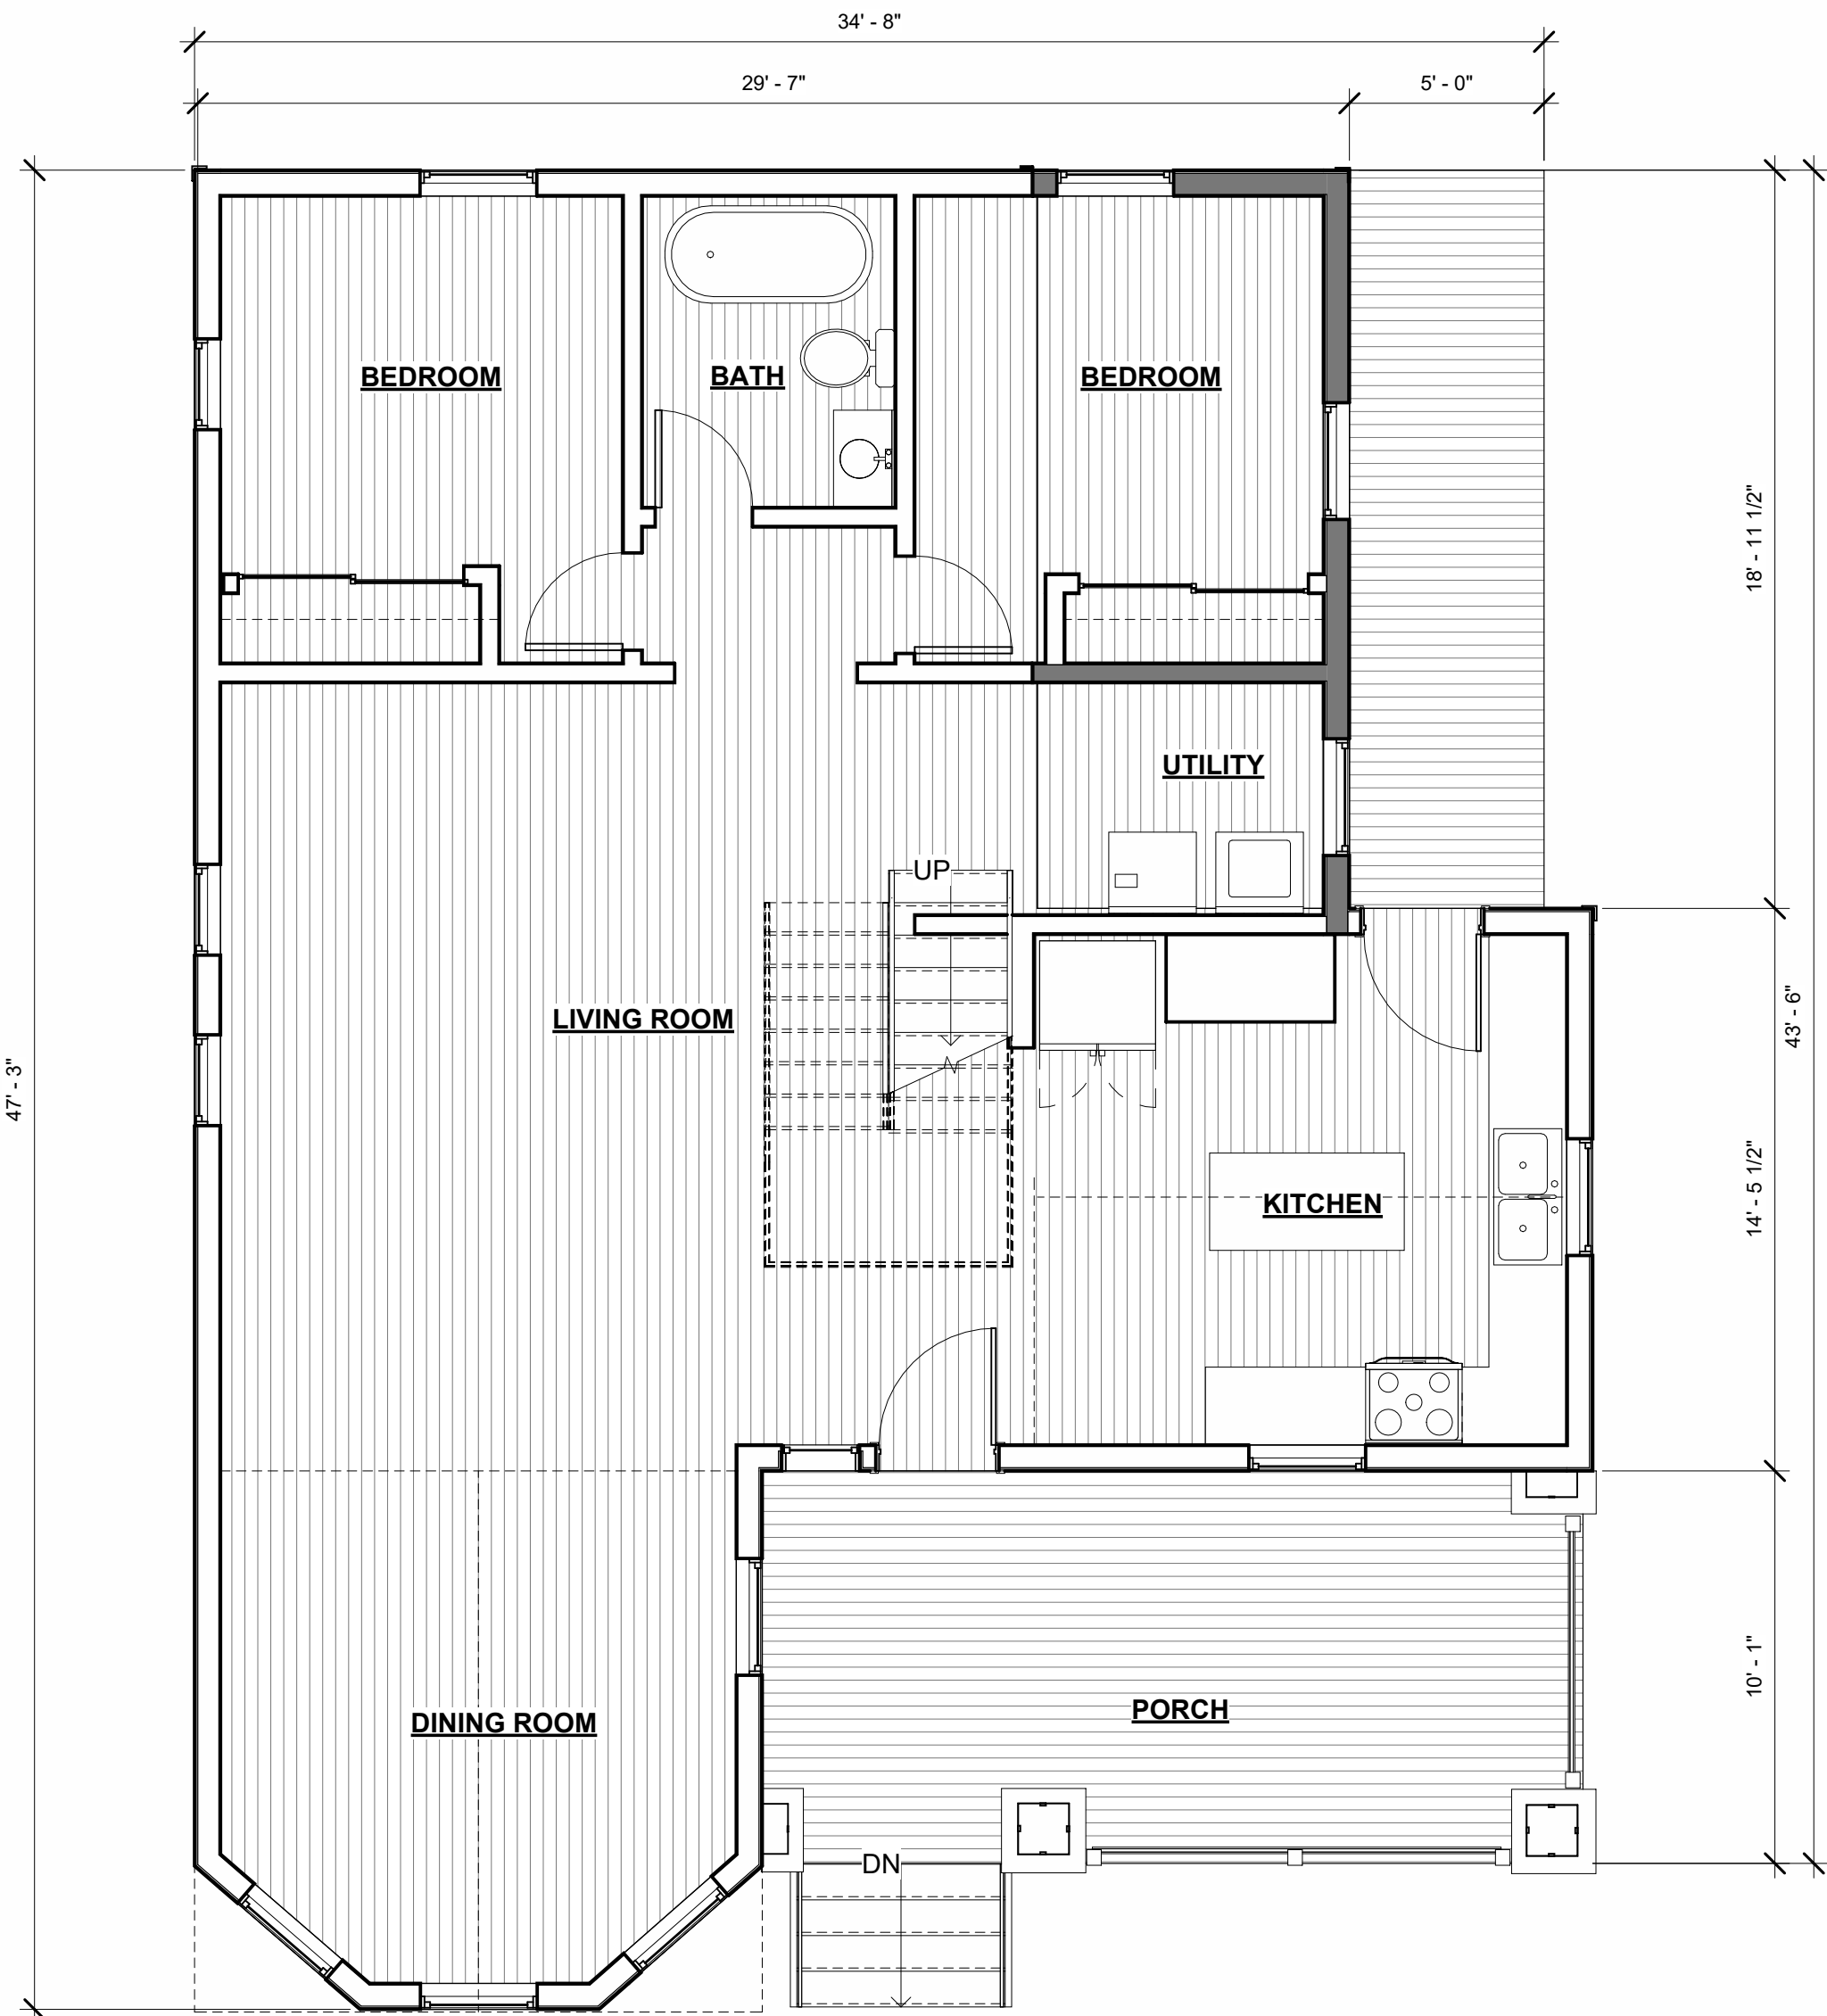 34' - 8"
29' - 7"
5' - 0"
BEDROOM
BATH
BEDROOM
18' - 11 1/2"
UTILITY
UP
LIVING ROOM
43' - 6"
47' - 3"
14' - 5 1/2"
KITCHEN
10' - 1"
PORCH
DINING ROOM
DN